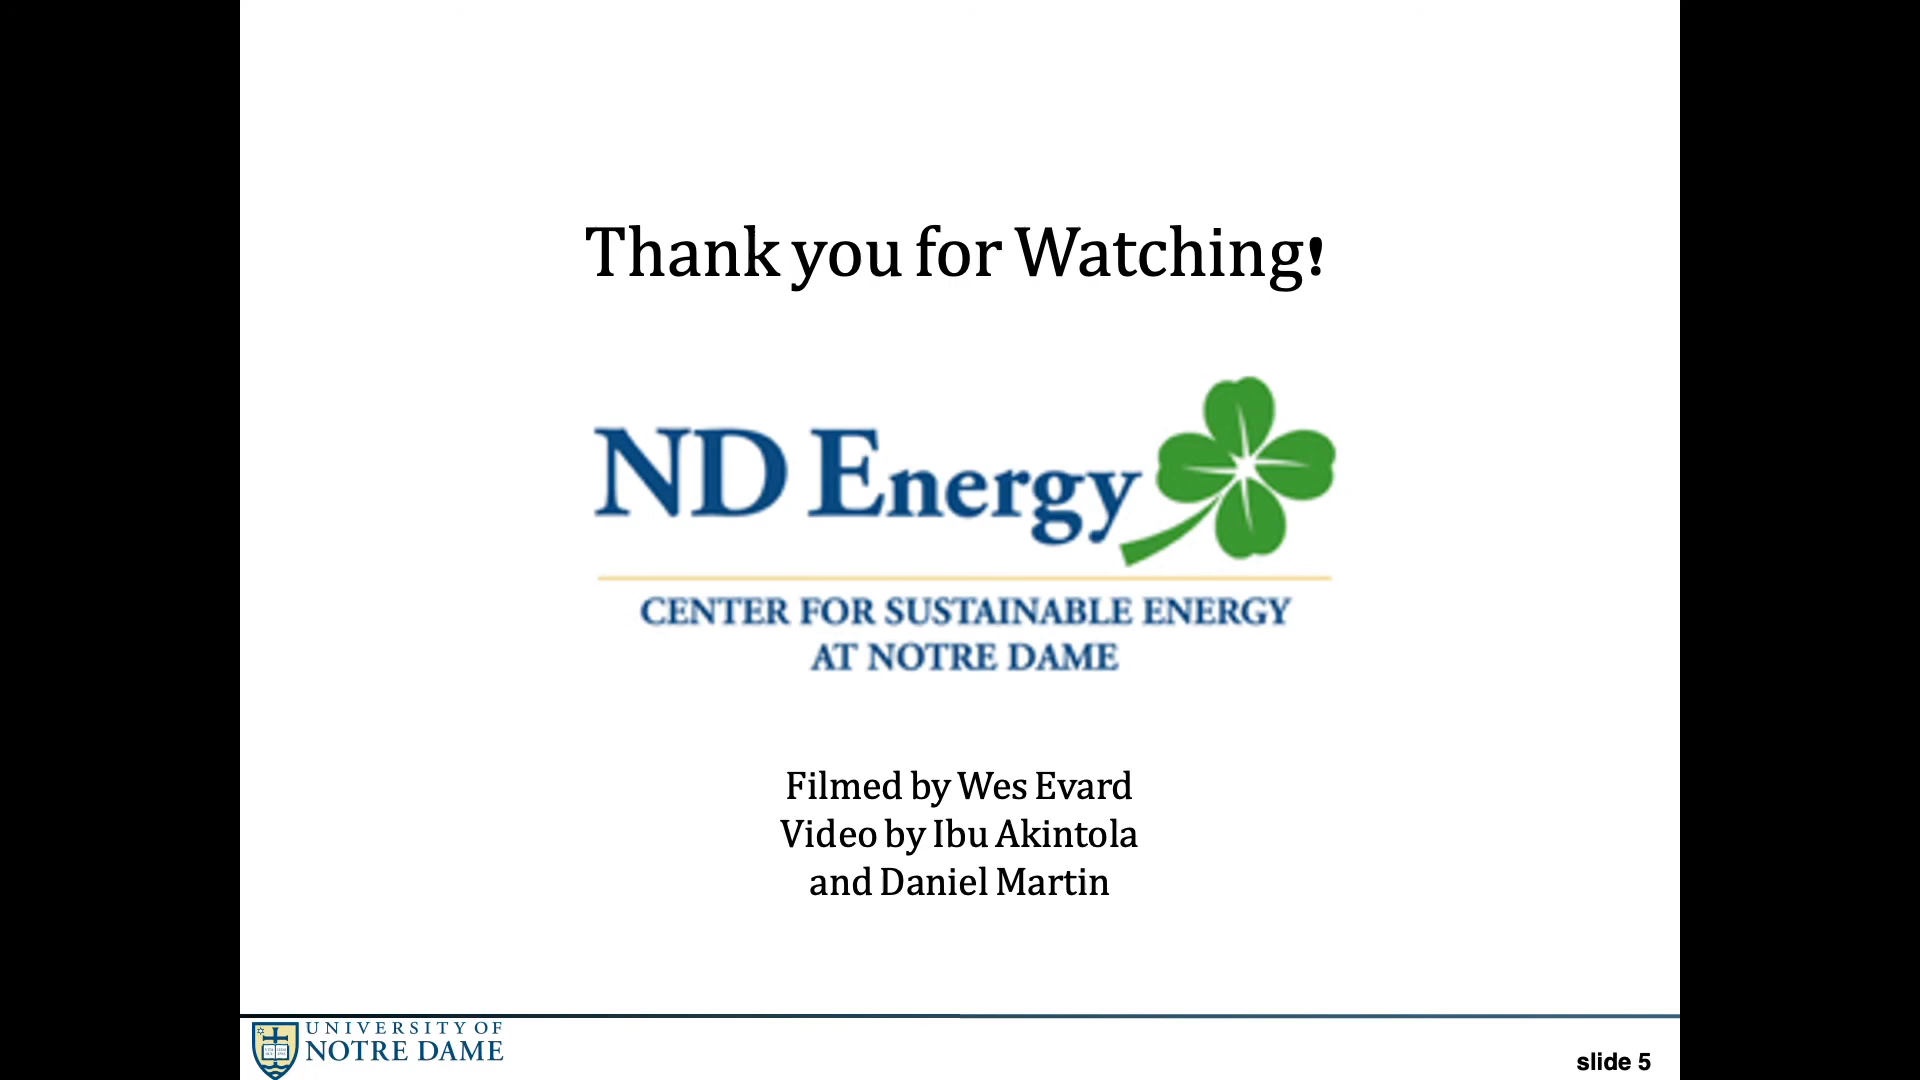 Thank you for Watching!
ND Energy
CENTER FOR SUSTAINABLE ENERGY
AT NOTRE DAME
Filmed by Wes Evard
Video by Ibu Akintola
and Daniel Martin
UNIVERSITY OF
NOTRE DAME
slide 5